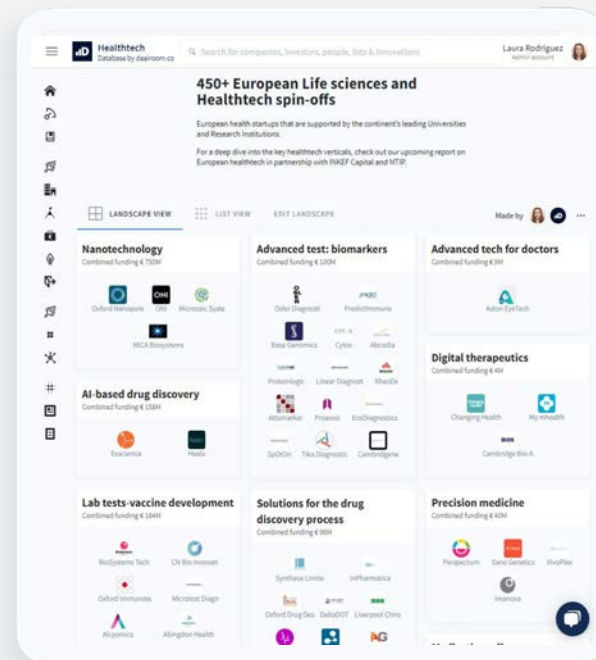 Healthtech
Database by dealroom.co
Search for companies, investors, people, lists & innovations
Laura Rodriguez
Admin account
450+ European Life sciences and
Healthtech spin-offs
European health startups that are supported by the continent's leading Universities
and Research Institutions.
For a deep dive into the key healthtech verticals, check out our upcoming report on
European healthtech in partnership with INKEF Capital and MTIP.
LANDSCAPE VIEW
LIST VIEW
EDIT LANDSCAPE
Made by
Nanotechnology
Combined funding € 750M
ONI
Oxford Nanopore
ONI
Microsaic Syste
MICA Biosystems
AI-based drug discovery
Combined funding € 158M
Exscientia
Healx
Lab tests-vaccine development
Combined funding € 184M
BioSystems Tech
CN Bio Innovati
Oxford Immunote
Microtest Diagn
Alcyomics
Abingdon Health
Advanced test: biomarkers
Combined funding € 100M
Osler Diagnosti
PredictImmune
Base Genomics
Cytox
Abcodia
Proteinlogic
Linear Diagnost
RheoDx
Attomarker
Proaxsis
ExoDiagnostics
SpOtOn
Tika Diagnostic
Cambridgene
Solutions for the drug
discovery process
Combined funding € 96M
Synthase Limite
InPharmatics
Oxford Drug Des
DeltaDOT
Liverpool Chiro
Advanced tech for doctors
Combined funding € 9M
Aston EyeTech
Digital therapeutics
Combined funding € 4M
Changing Health
My mhealth
BIOS
Cambridge Bio-A
Precision medicine
Combined funding € 40M
Perspectum
Sano Genetics
VivoPlex
Imanova